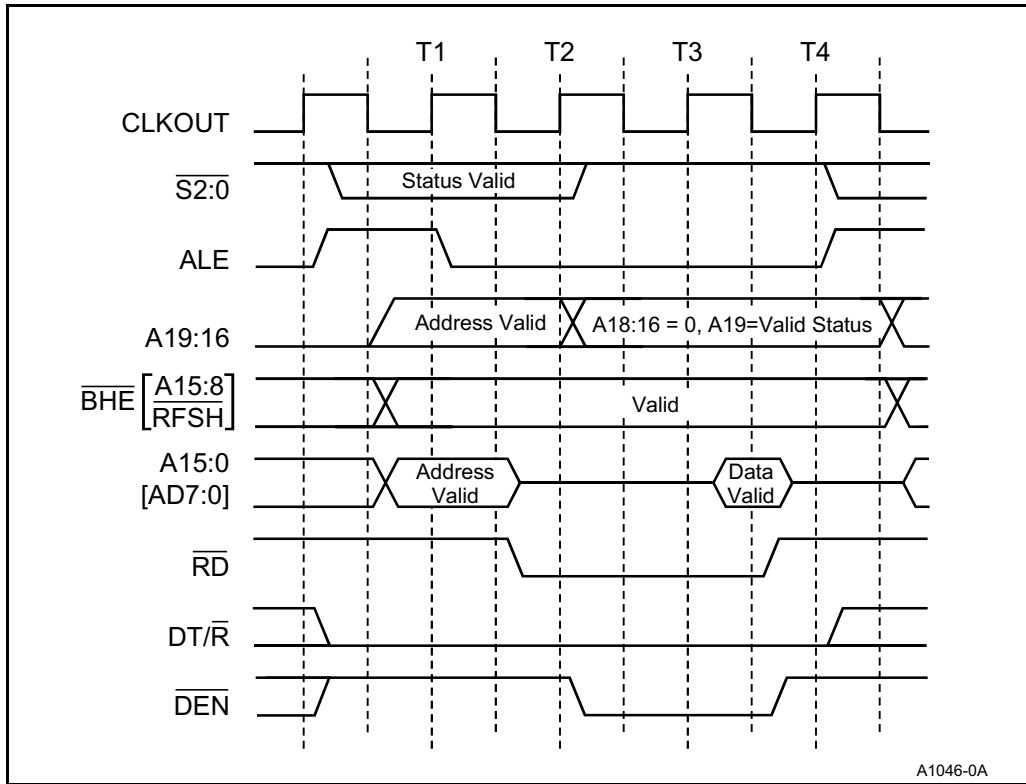 T1 T2 T3 T4
CLKOUT
S2:0
Status Valid
ALE
A19:16
Address Valid
A18:16 = 0, A19=Valid Status
BHE [A15:8
RFSH]
Valid
A15:0
[AD7:0]
Address
Valid
Data
Valid
RD
DT/R
DEN
A1046-0A